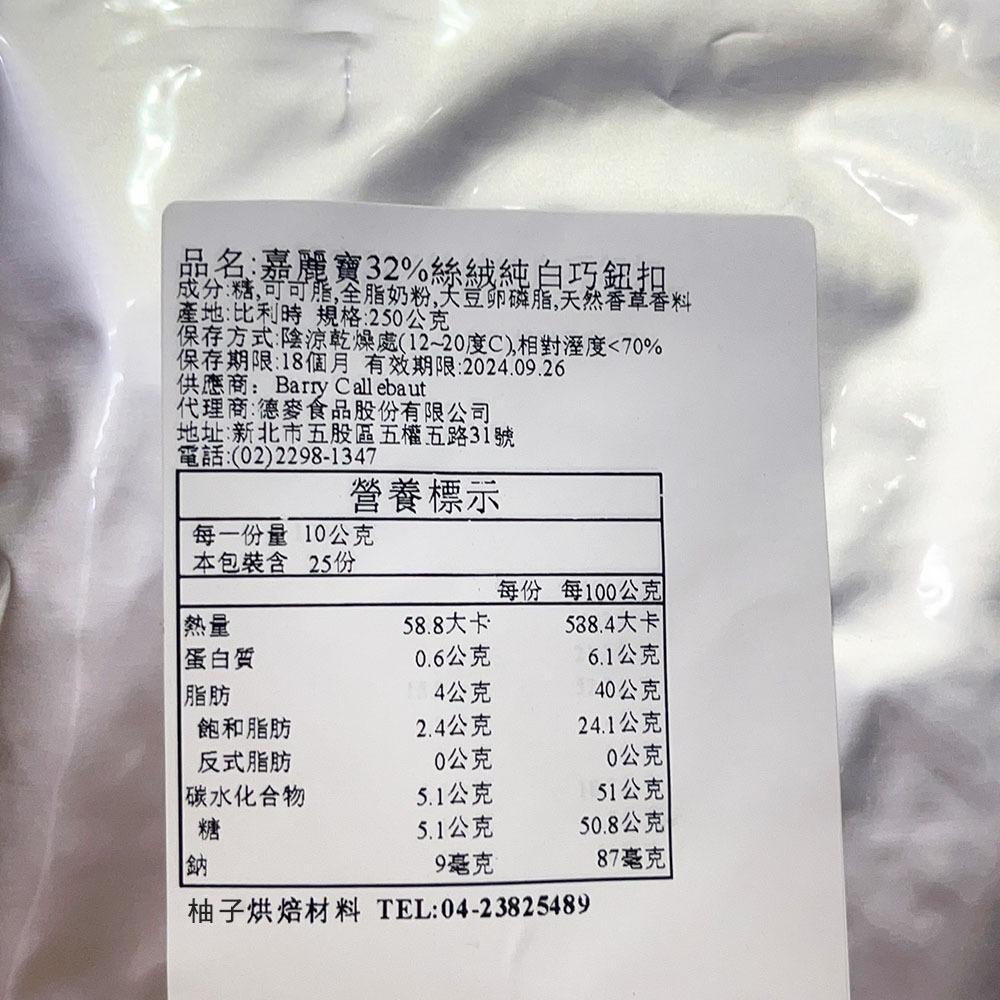 品名:嘉麗寶32%絲絨純白巧鈕扣
成分:糖,可可脂,全脂奶粉,大豆卵磷脂,天然香草香料
產地:比利時 規格:250公克
保存方式:陰涼乾燥處(12~20度C),相對溼度<70%
保存期限:18個月 有效期限:2024.09.26
供應商：Barry Callebaut
代理商:德麥食品股份有限公司
地址:新北市五股區五權五路31號
電話:(02)2298-1347
營養標示
每一份量 10公克
本包裝含 25份
每份 每100公克
熱量 58.8大卡 588.4大卡
蛋白質 0.6公克 6.1公克
脂肪 4公克 40公克
飽和脂肪 2.4公克 24.1公克
反式脂肪 0公克 0公克
碳水化合物 5.1公克 51公克
糖 5.1公克 50.8公克
鈉 9毫克 87毫克
柚子烘焙材料 TEL:04-23825489